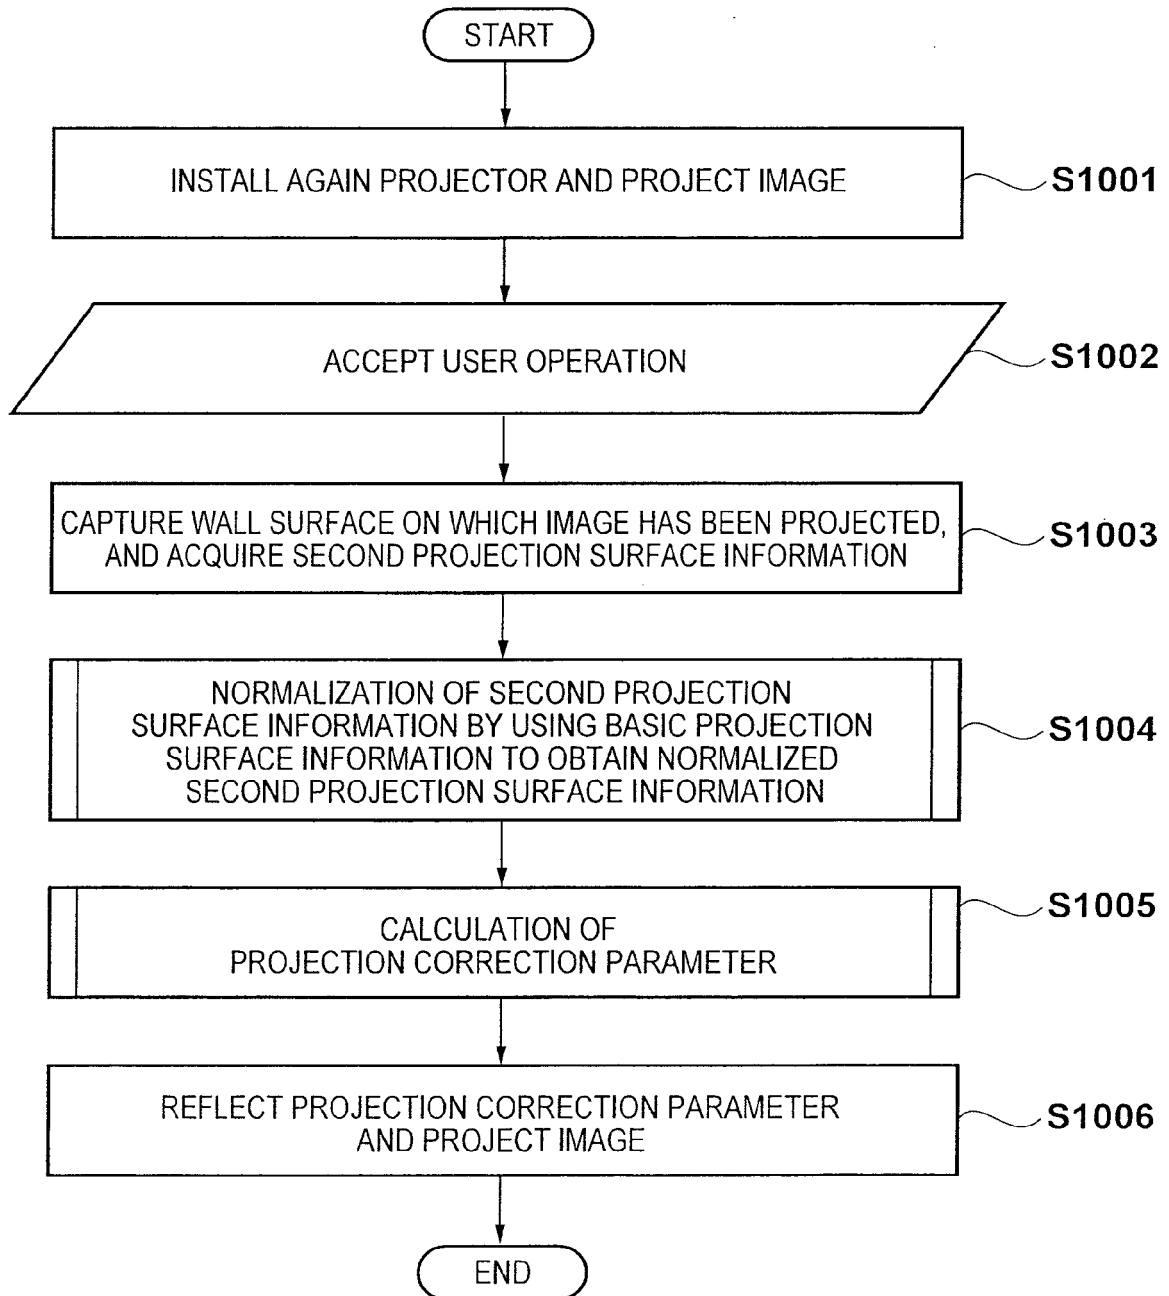 START
INSTALL AGAIN PROJECTOR AND PROJECT IMAGE
S1001
ACCEPT USER OPERATION
S1002
CAPTURE WALL SURFACE ON WHICH IMAGE HAS BEEN PROJECTED,
AND ACQUIRE SECOND PROJECTION SURFACE INFORMATION
S1003
NORMALIZATION OF SECOND PROJECTION
SURFACE INFORMATION BY USING BASIC PROJECTION
SURFACE INFORMATION TO OBTAIN NORMALIZED
SECOND PROJECTION SURFACE INFORMATION
S1004
CALCULATION OF
PROJECTION CORRECTION PARAMETER
S1005
REFLECT PROJECTION CORRECTION PARAMETER
AND PROJECT IMAGE
S1006
END